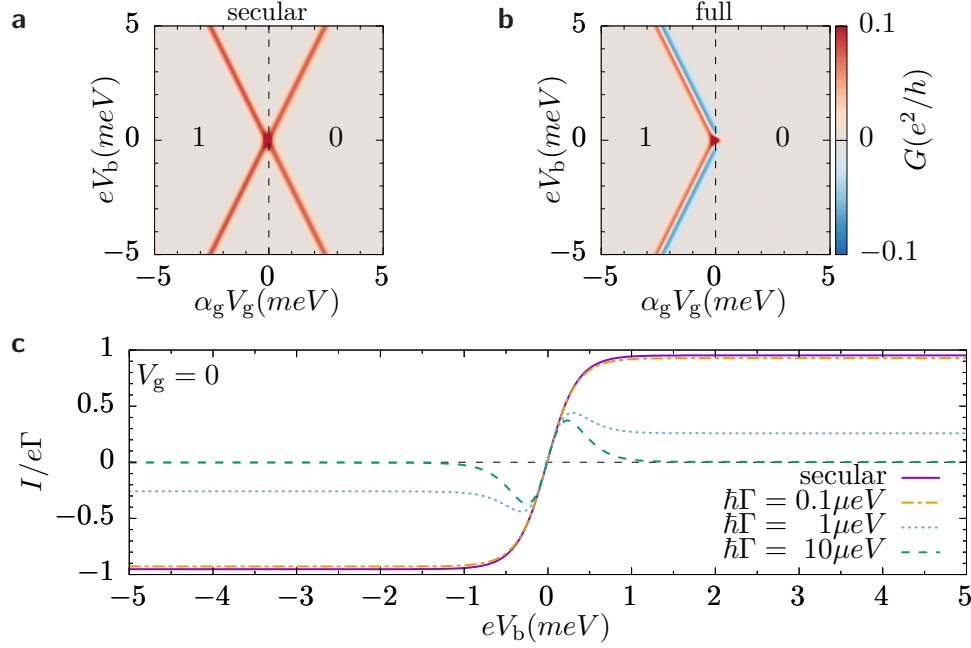 a
secular
5
0
−5
eVb(meV)
1
0
−5
0
5
αgVg(meV)
b
full
5
0
−5
eVb(meV)
1
0
−5
0
5
αgVg(meV)
0.1
0
−0.1
G(e²/h)
c
1
0.5
0
−0.5
−1
I/eΓ
Vg = 0
secular
ħΓ = 0.1μeV
ħΓ = 1μeV
ħΓ = 10μeV
−5 −4 −3 −2 −1 0 1 2 3 4 5
eVb(meV)